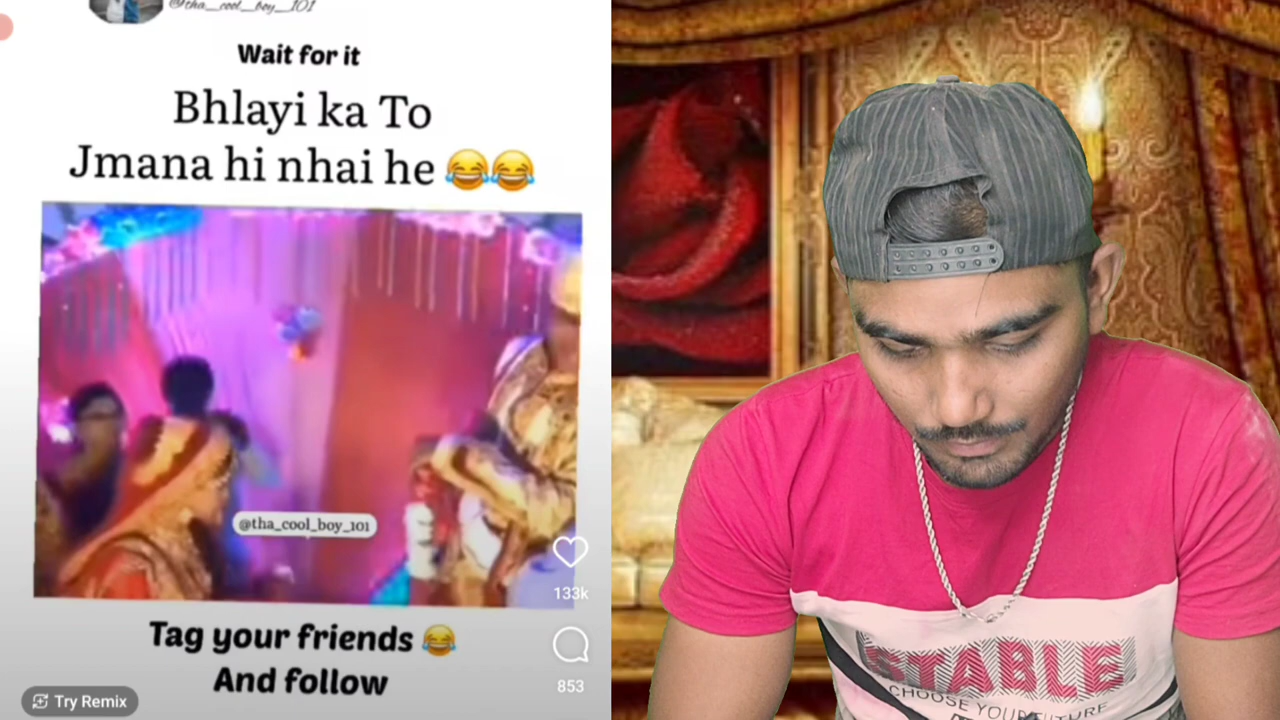 @tha_cool_boy_101
Wait for it
Bhlayi ka To
Jmana hi nhai he 😂😂
@tha_cool_boy_101
133k
Tag your friends 😂
And follow
853
Try Remix
STABLE
CHOOSE YOUR FUTURE